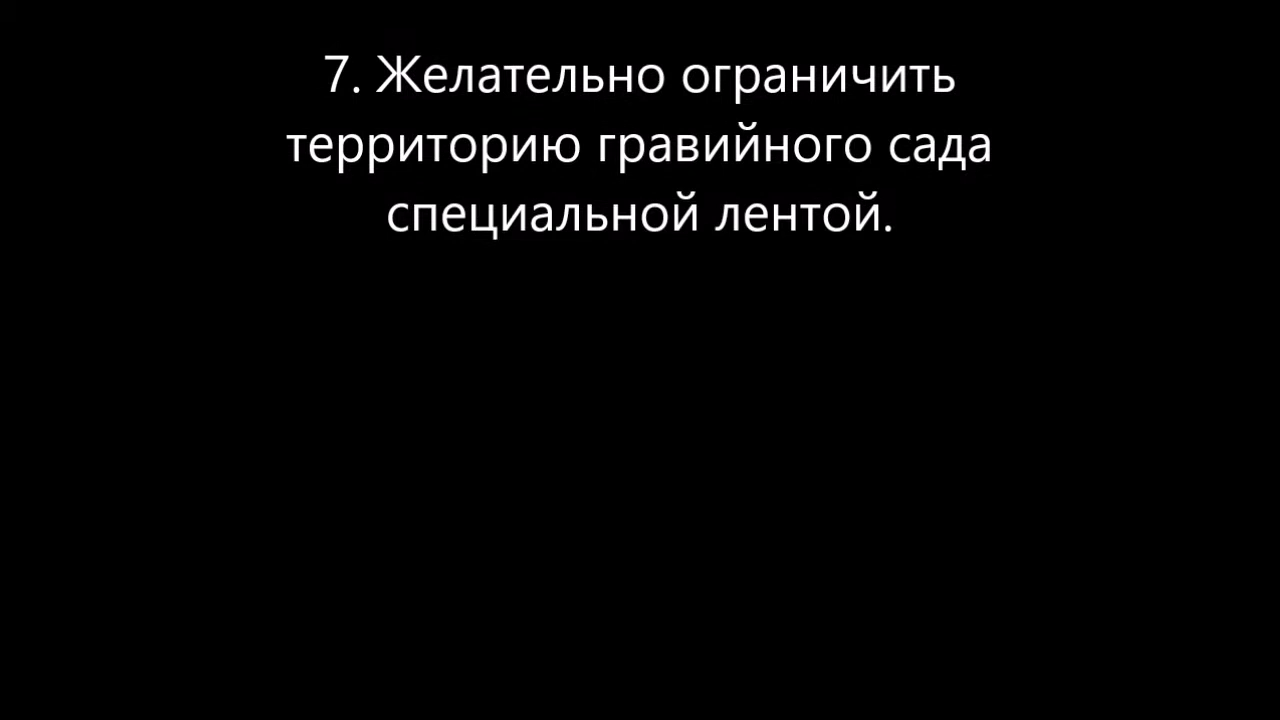 7. Желательно ограничить
территорию гравийного сада
специальной лентой.